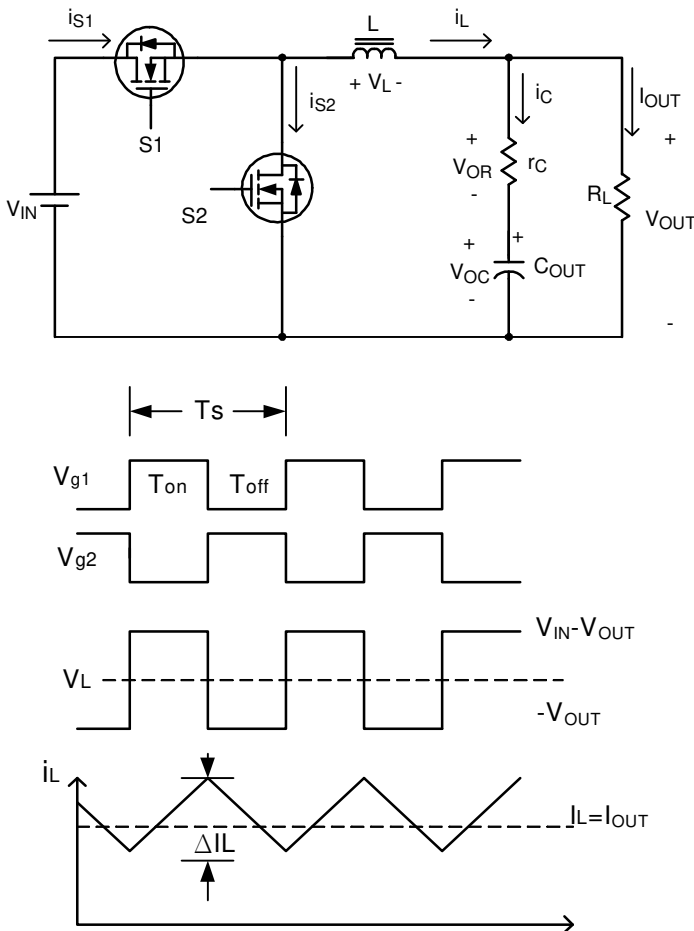 iS1
L
iL
+ VL -
iS2
iC
IOUT
S1
+
VOR
-
rC
+
VIN
S2
RL
VOUT
+
+
VOC
-
COUT
-
Ts
Vg1
Ton
Toff
Vg2
VIN-VOUT
VL
-VOUT
iL
IL=IOUT
ΔIL